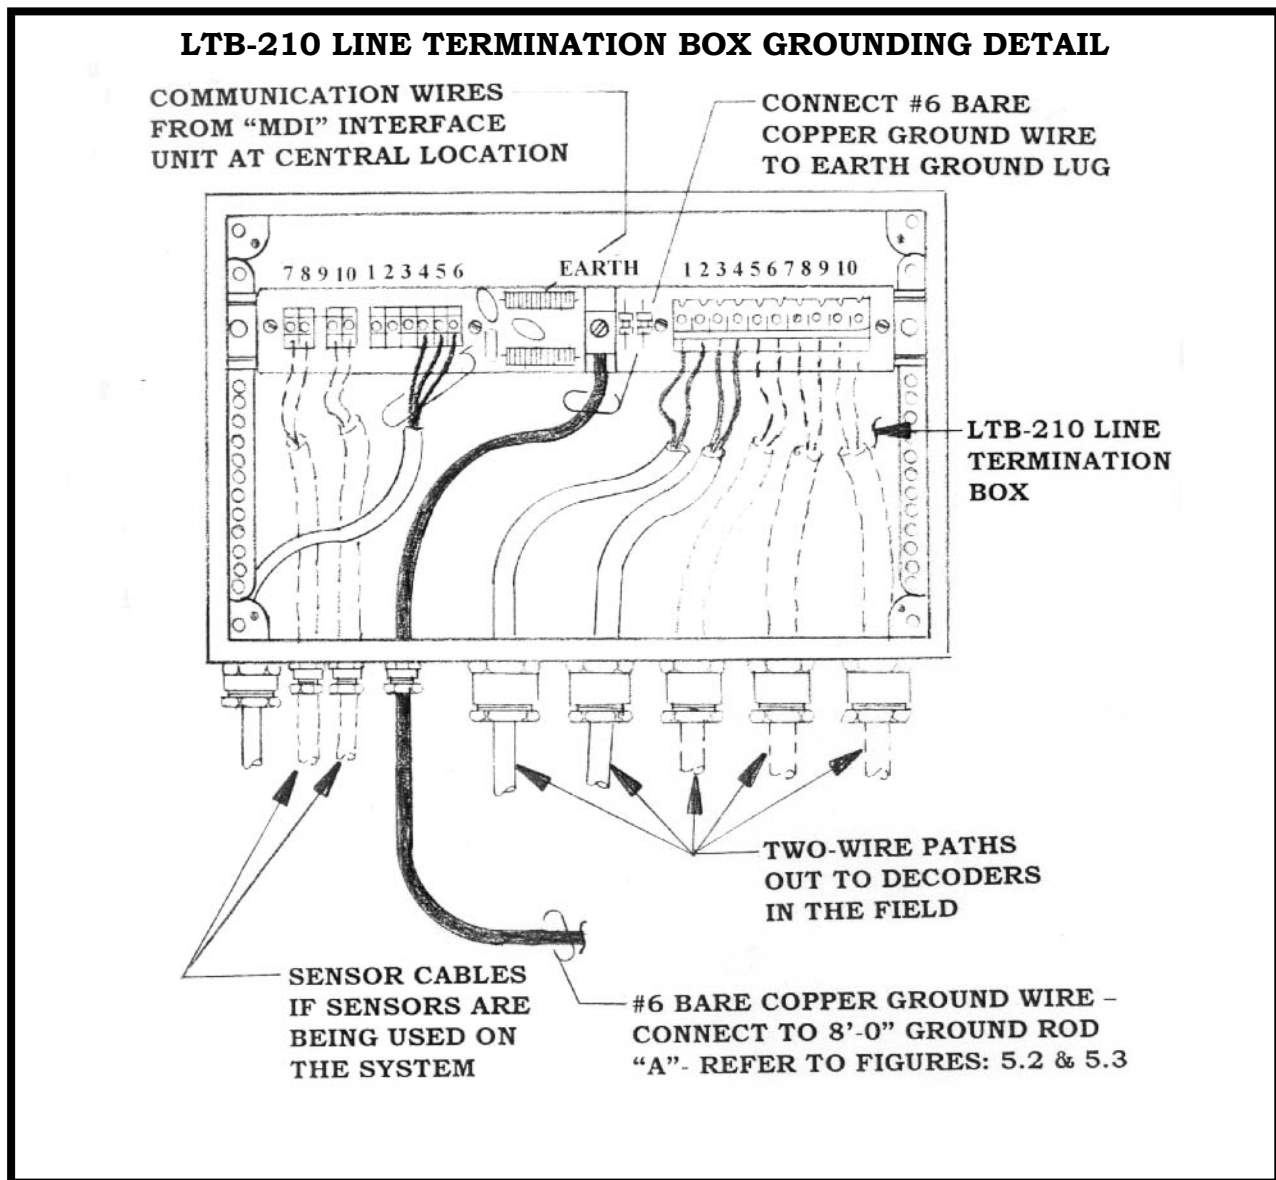 LTB-210 LINE TERMINATION BOX GROUNDING DETAIL
COMMUNICATION WIRES
FROM “MDI” INTERFACE
UNIT AT CENTRAL LOCATION
CONNECT #6 BARE
COPPER GROUND WIRE
TO EARTH GROUND LUG
7 8 9 10 1 2 3 4 5 6
EARTH
1 2 3 4 5 6 7 8 9 10
LTB-210 LINE
TERMINATION
BOX
TWO-WIRE PATHS
OUT TO DECODERS
IN THE FIELD
SENSOR CABLES
IF SENSORS ARE
BEING USED ON
THE SYSTEM
#6 BARE COPPER GROUND WIRE –
CONNECT TO 8’-0” GROUND ROD
“A”- REFER TO FIGURES: 5.2 & 5.3